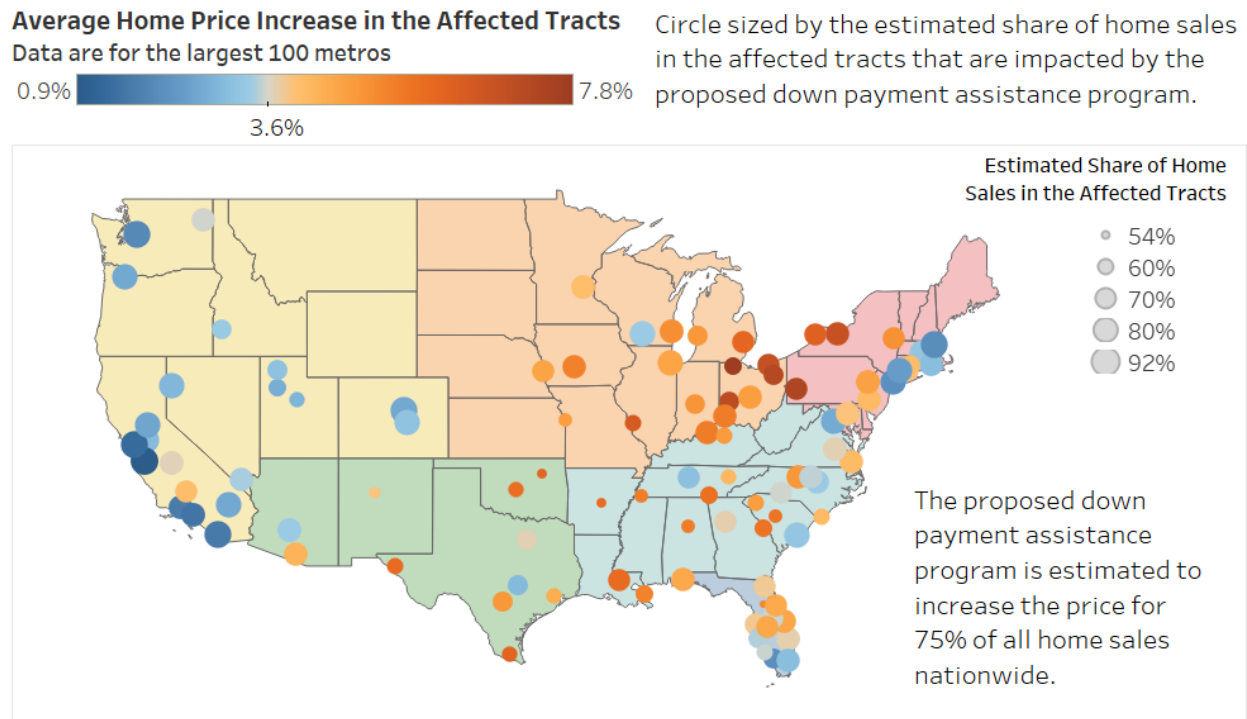 Average Home Price Increase in the Affected Tracts
Data are for the largest 100 metros
0.9%
7.8%
3.6%
Circle sized by the estimated share of home sales
in the affected tracts that are impacted by the
proposed down payment assistance program.
Estimated Share of Home
Sales in the Affected Tracts
54%
60%
70%
80%
92%
The proposed down
payment assistance
program is estimated to
increase the price for
75% of all home sales
nationwide.